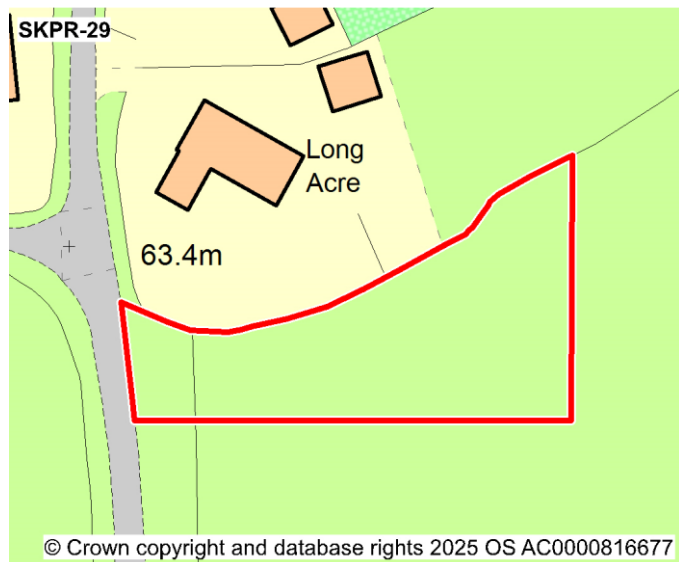 SKPR-29
Long
Acre
63.4m
© Crown copyright and database rights 2025 OS AC0000816677